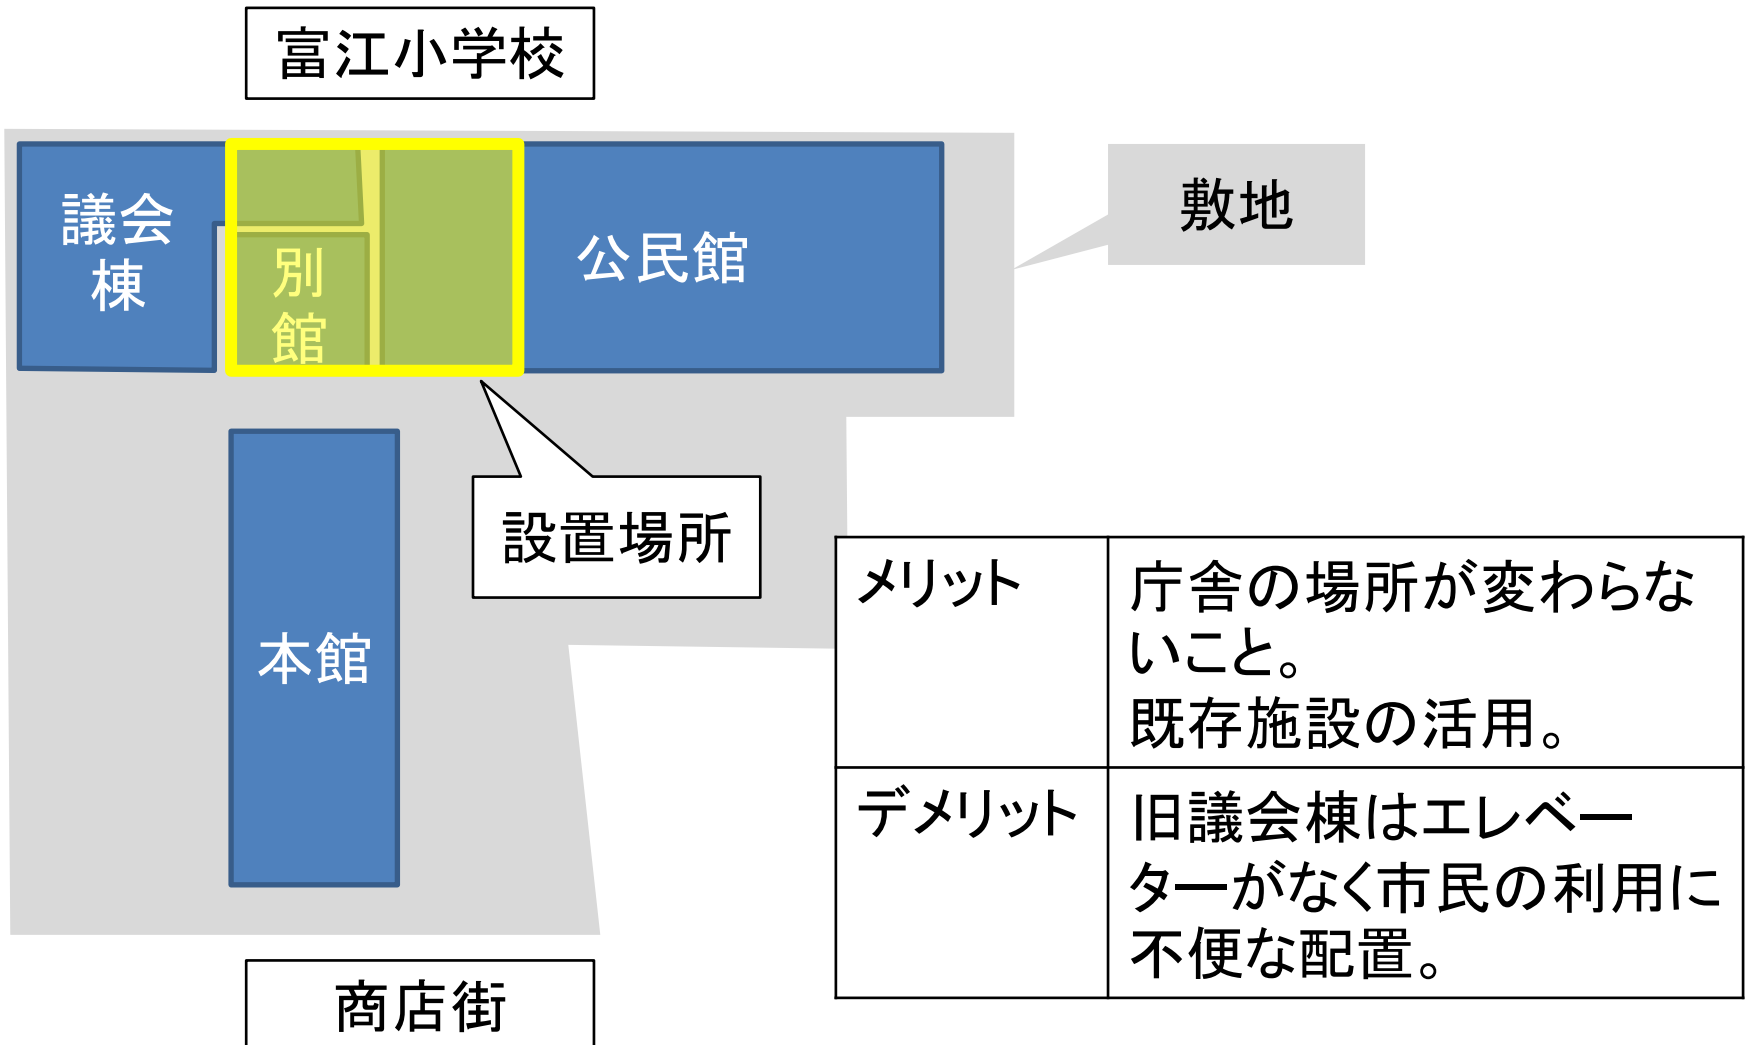 富江小学校
議会
棟
別
館
公民館
敷地
設置場所
本館
メリット
庁舎の場所が変わらな
いこと。
既存施設の活用。
デメリット
旧議会棟はエレベー
ターがなく市民の利用に
不便な配置。
商店街